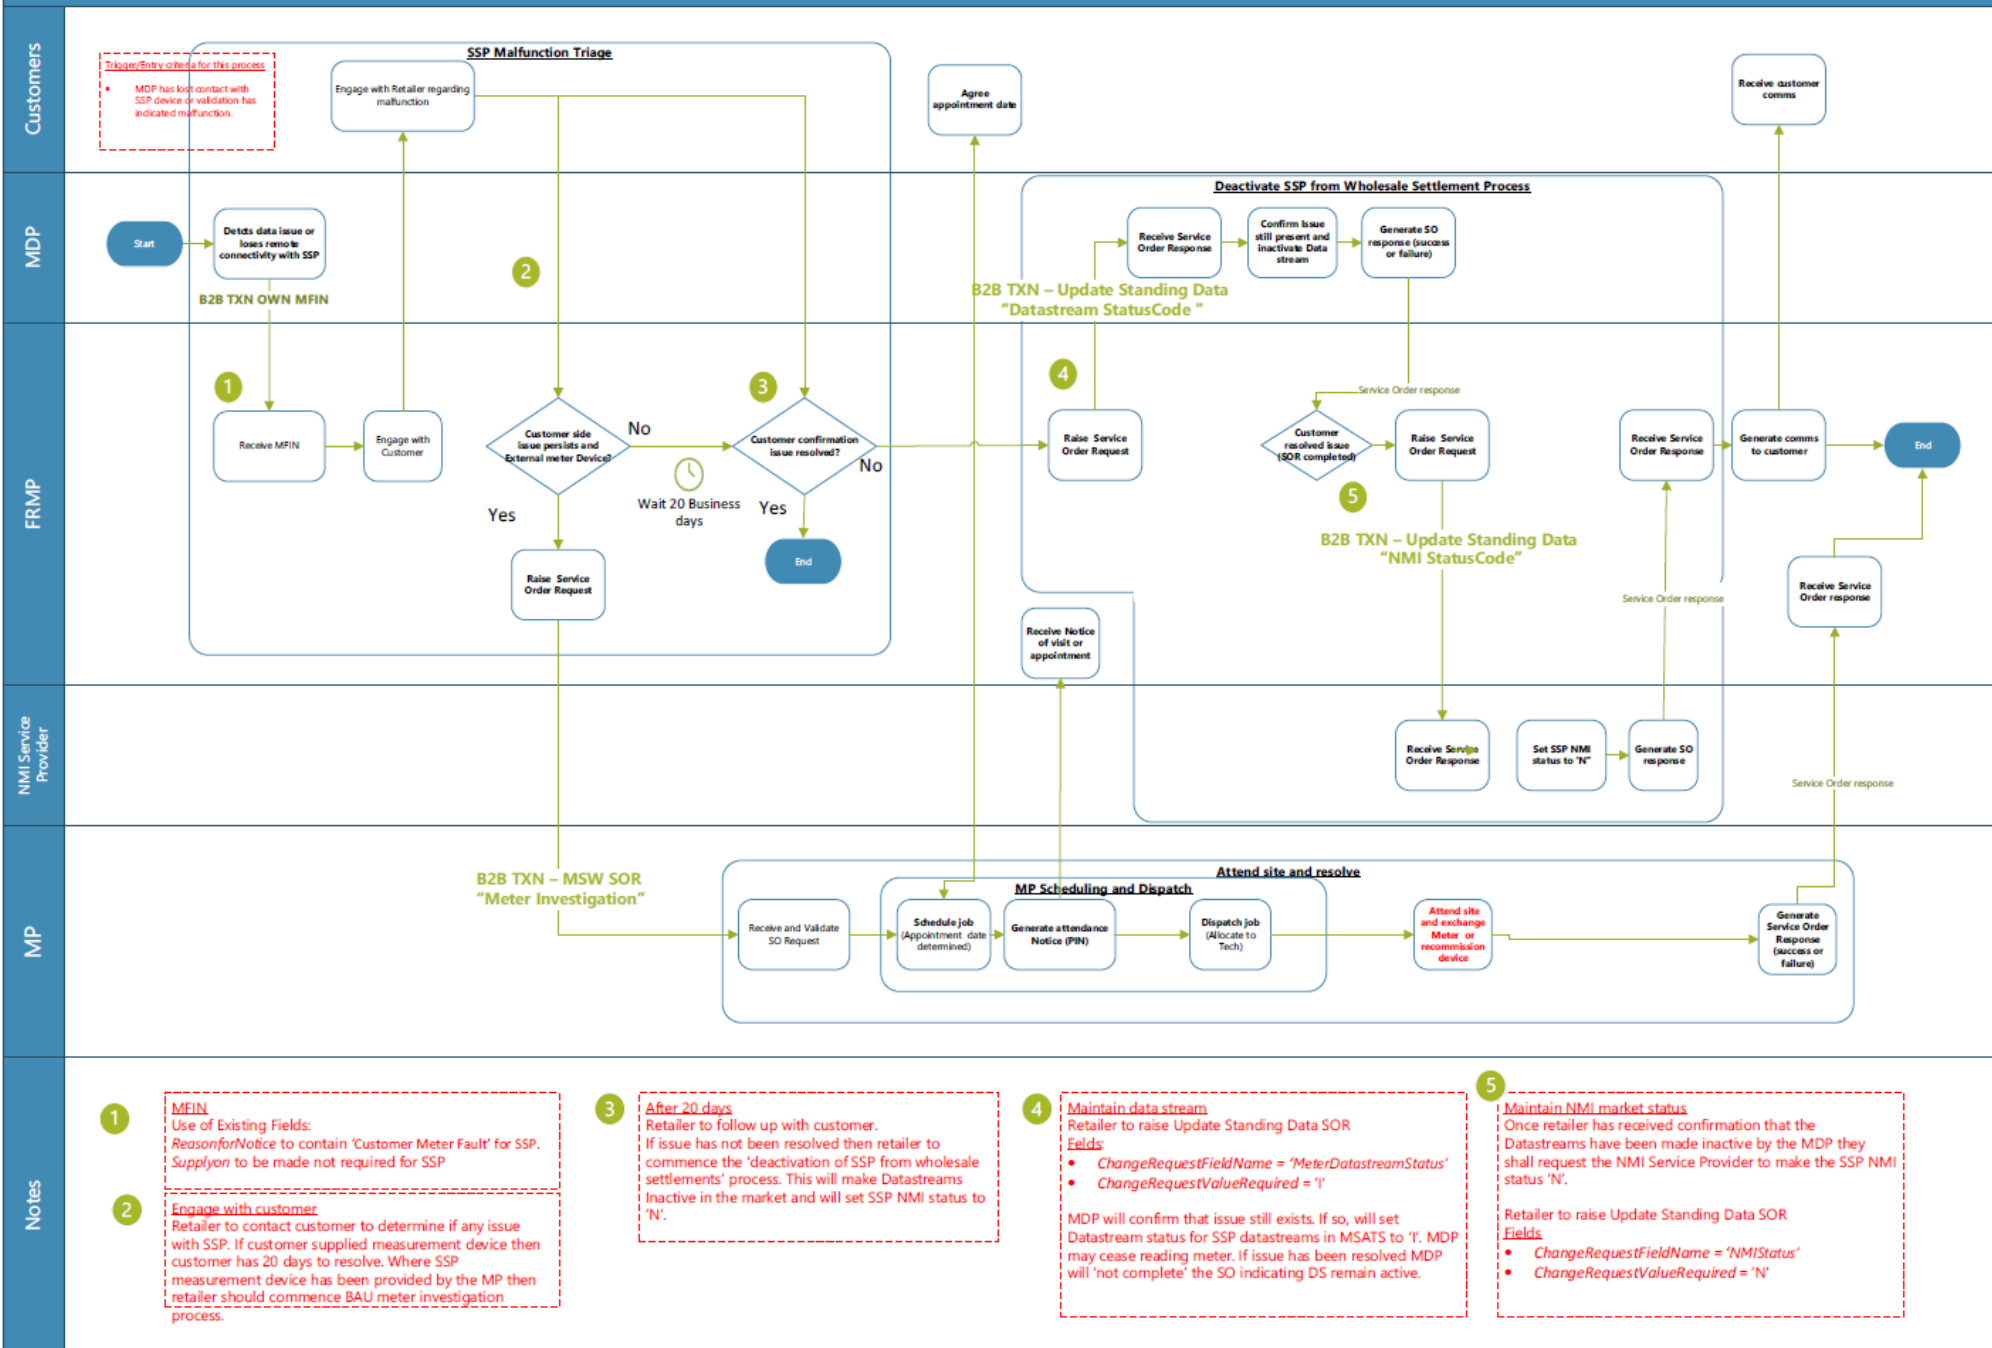 Customers
Trigger/Entry criteria for this process
• MDP has lost contact with
SSP device or validation has
indicated malfunction.
SSP Malfunction Triage
Engage with Retailer regarding
malfunction
Agree
appointment date
Receive customer
comms
MDP
Start
Detcts data issue or
loses remote
connectivity with SSP
B2B TXN OWN MFIN
2
Deactivate SSP from Wholesale Settlement Process
Receive Service
Order Response
Confirm Issue
still present and
inactivate Data
stream
Generate SO
response (success
or failure)
B2B TXN – Update Standing Data
“Datastream StatusCode “
FRMP
1
Receive MFIN
Engage with
Customer
Customer side
issue persists and
External meter Device?
No
Wait 20 Business
days
Yes
Raise Service
Order Request
3
Customer confirmation
issue resolved?
No
Yes
End
4
Raise Service
Order Request
Service Order response
Customer
resolved issue
(SOR completed)
5
Raise Service
Order Request
B2B TXN – Update Standing Data
“NMI StatusCode”
Receive Service
Order Response
Generate comms
to customer
End
Service Order response
Receive Service
Order response
Receive Notice
of visit or
appointment
NMI Service
Provider
Receive Service
Order Response
Set SSP NMI
status to ‘N”
Generate SO
response
Service Order response
MP
B2B TXN – MSW SOR
“Meter Investigation”
Attend site and resolve
MP Scheduling and Dispatch
Receive and Validate
SO Request
Schedule job
(Appointment date
determined)
Generate attendance
Notice (PIN)
Dispatch job
(Allocate to
Tech)
Attend site
and exchange
Meter or
recommission
device
Generate
Service Order
Response
(success or
failure)
Notes
1
MFIN
Use of Existing Fields:
ReasonforNotice to contain ‘Customer Meter Fault’ for SSP.
Supplyon to be made not required for SSP
2
Engage with customer
Retailer to contact customer to determine if any issue
with SSP. If customer supplied measurement device then
customer has 20 days to resolve. Where SSP
measurement device has been provided by the MP then
retailer should commence BAU meter investigation
process.
3
After 20 days
Retailer to follow up with customer.
If issue has not been resolved then retailer to
commence the ‘deactivation of SSP from wholesale
settlements’ process. This will make Datastreams
Inactive in the market and will set SSP NMI status to
‘N’.
4
Maintain data stream
Retailer to raise Update Standing Data SOR
Felds:
• ChangeRequestFieldName = ‘MeterDatastreamStatus’
• ChangeRequestValueRequired = ‘I’
MDP will confirm that issue still exists. If so, will set
Datastream status for SSP datastreams in MSATS to ‘I’. MDP
may cease reading meter. If issue has been resolved MDP
will ‘not complete’ the SO indicating DS remain active.
5
Maintain NMI market status
Once retailer has received confirmation that the
Datastreams have been made inactive by the MDP they
shall request the NMI Service Provider to make the SSP NMI
status ‘N’.
Retailer to raise Update Standing Data SOR
Fields
• ChangeRequestFieldName = ‘NMIStatus’
• ChangeRequestValueRequired = ‘N’